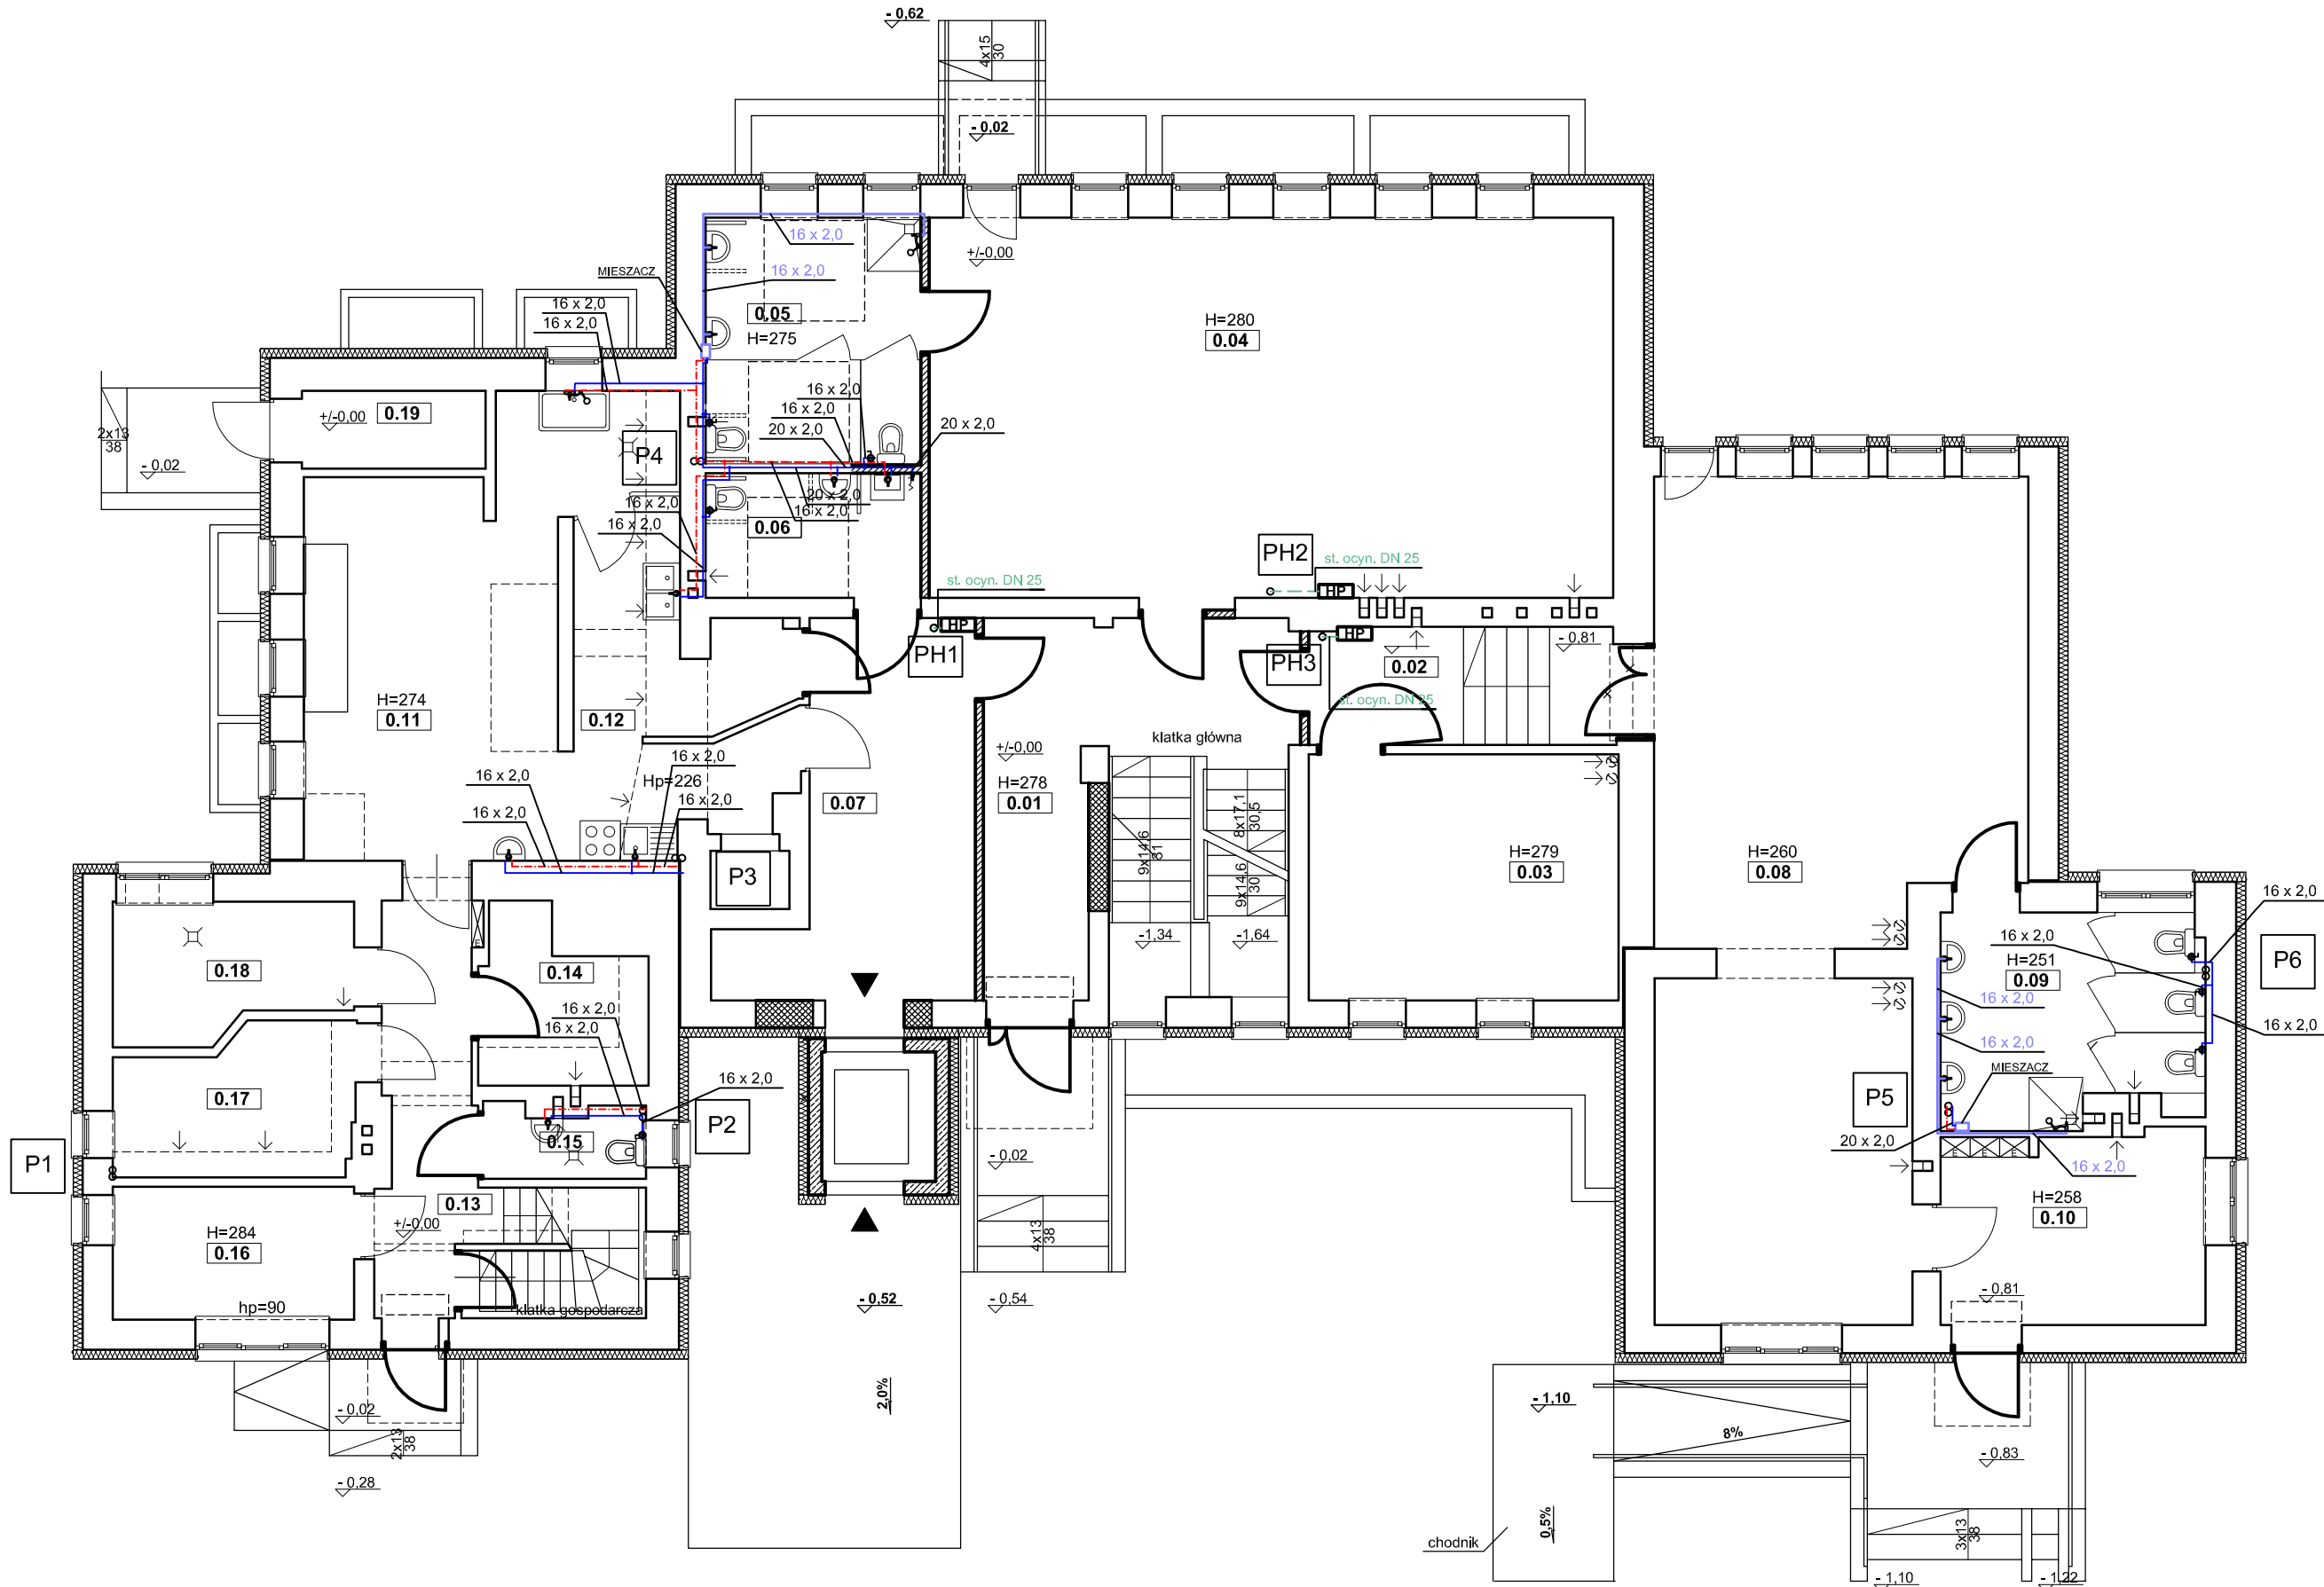 - 0,62
4x15
30
- 0,02
16 x 2,0
+/-0,00
MIESZACZ
16 x 2,0
16 x 2,0
16 x 2,0
0.05
H=275
H=280
0.04
16 x 2,0
16 x 2,0
20 x 2,0
20 x 2,0
+/-0,00
0.19
2x13
38
- 0,02
P4
16 x 2,0
16 x 2,0
20 x 2,0
16 x 2,0
0.06
PH2
st. ocyn. DN 25
HP
st. ocyn. DN 25
HP
PH1
HP
PH3
0.02
- 0,81
st. ocyn. DN 25
H=274
0.11
0.12
klatka główna
+/-0,00
16 x 2,0
Hp=226
16 x 2,0
16 x 2,0
16 x 2,0
0.07
H=278
0.01
9x14,6
31
8x17,1
30,5
9x14,6
30
H=279
0.03
H=260
0.08
P3
16 x 2,0
-1,34
-1,64
E
0.18
0.14
16 x 2,0
H=251
0.09
P6
16 x 2,0
16 x 2,0
16 x 2,0
16 x 2,0
16 x 2,0
MIESZACZ
0.17
16 x 2,0
P2
P5
0.15
20 x 2,0
E
E
E
16 x 2,0
P1
- 0,02
0.13
+/-0,00
H=284
0.16
H=258
0.10
4x13
38
hp=90
klatka gospodarcza
- 0,52
- 0,54
- 0,81
2,0%
- 0,02
2x13
38
- 1,10
8%
- 0,83
- 0,28
0,5%
chodnik
3x13
38
- 1,10
- 1,22